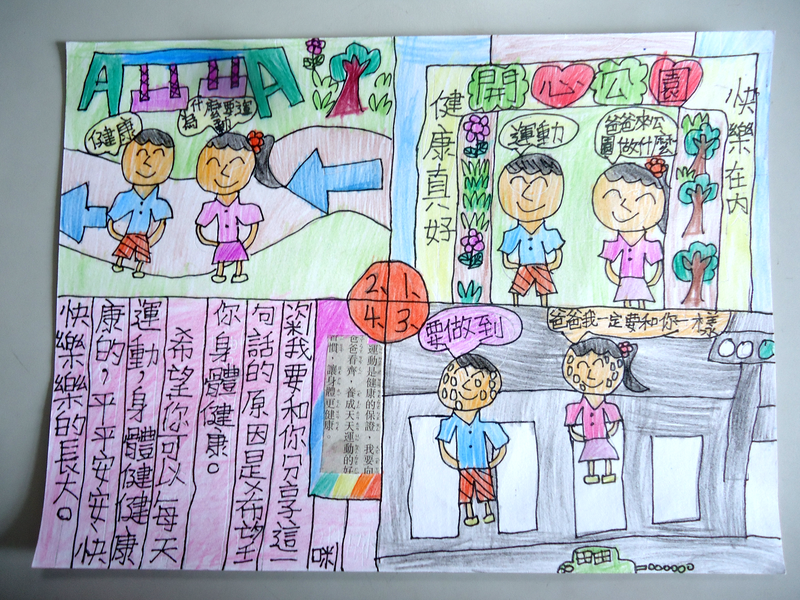 開心公園
快樂在內
健康真好
爸爸來公園做什麼
運動
1、
2、
3、
4、
為什麼要運動
健康
爸爸我一定要和你一樣
要做到
運動是健康的保證，我要向
爸爸看齊，養成天天運動的好
習慣，讓身體更健康。
咪
我要和你分享這一
句話的原因是希望
你身體健康。
希望你可以每天
運動，身體健健康
康的，平平安安、快
快樂樂的長大。